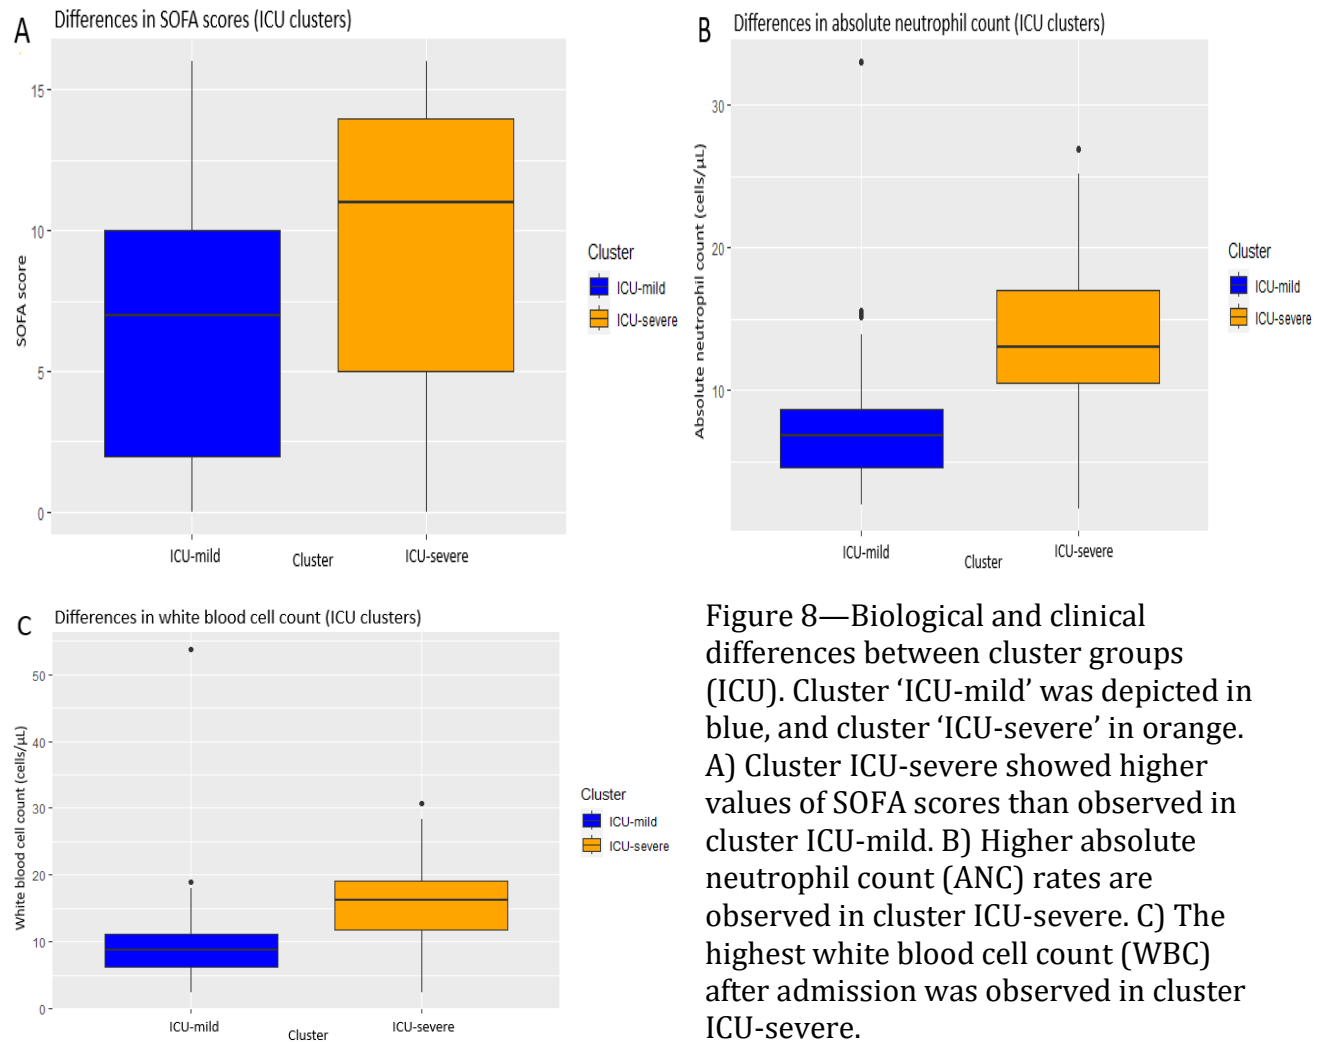 A
Differences in SOFA scores (ICU clusters)
15
10
5
0
SOFA score
ICU-mild
Cluster
ICU-severe
Cluster
ICU-mild
ICU-severe
B
Differences in absolute neutrophil count (ICU clusters)
30
20
10
Absolute neutrophil count (cells/µL)
ICU-mild
Cluster
ICU-severe
Cluster
ICU-mild
ICU-severe
C
Differences in white blood cell count (ICU clusters)
50
40
30
20
10
0
White blood cell count (cells/µL)
ICU-mild
Cluster
ICU-severe
Cluster
ICU-mild
ICU-severe
Figure 8—Biological and clinical
differences between cluster groups
(ICU). Cluster ‘ICU-mild’ was depicted in
blue, and cluster ‘ICU-severe’ in orange.
A) Cluster ICU-severe showed higher
values of SOFA scores than observed in
cluster ICU-mild. B) Higher absolute
neutrophil count (ANC) rates are
observed in cluster ICU-severe. C) The
highest white blood cell count (WBC)
after admission was observed in cluster
ICU-severe.